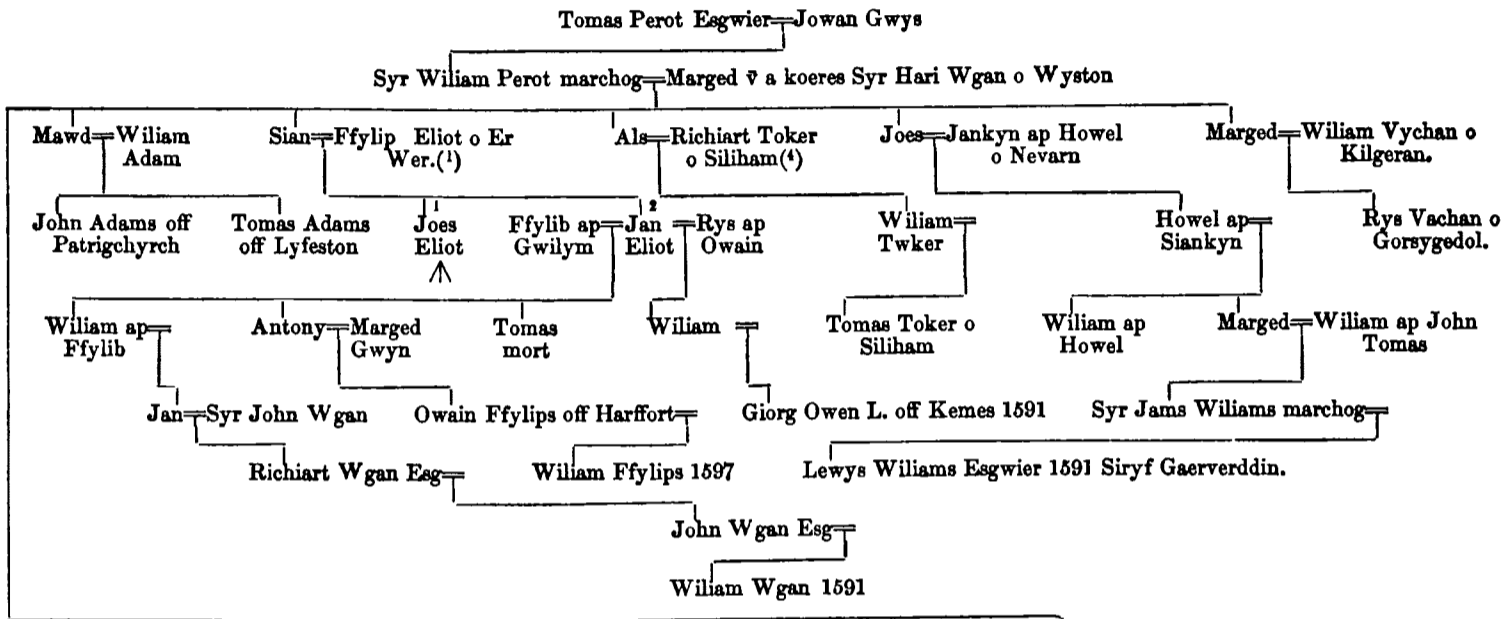 Tomas Perot Esgwier=Jowan Gwys
Syr Wiliam Perot marchog=Marged v̄ a koeres Syr Hari Wgan o Wyston
Mawd=Wiliam Adam
Sian=Ffylip Eliot o Er Wer.(¹)
Als=Richiart Toker o Siliham(⁴)
Joes=Jankyn ap Howel o Nevarn
Marged=Wiliam Vychan o Kilgeran.
John Adams off Patrigchyrch
Tomas Adams off Lyfeston
1 Joes Eliot
Ffylib ap Gwilym=
2 Jan Eliot
=Rys ap Owain
Wiliam= Twker
Howel ap= Siankyn
Rys Vachan o Gorsygedol.
Wiliam ap= Ffylib
Antony=Marged Gwyn
Tomas mort
Wiliam =
Tomas Toker o Siliham
Wiliam ap Howel
Marged=Wiliam ap John Tomas
Jan=Syr John Wgan
Owain Ffylips off Harffort=
Giorg Owen L. off Kemes 1591
Syr Jams Wiliams marchog=
Richiart Wgan Esg=
Wiliam Ffylips 1597
Lewys Wiliams Esgwier 1591 Siryf Gaerverddin.
John Wgan Esg=
Wiliam Wgan 1591